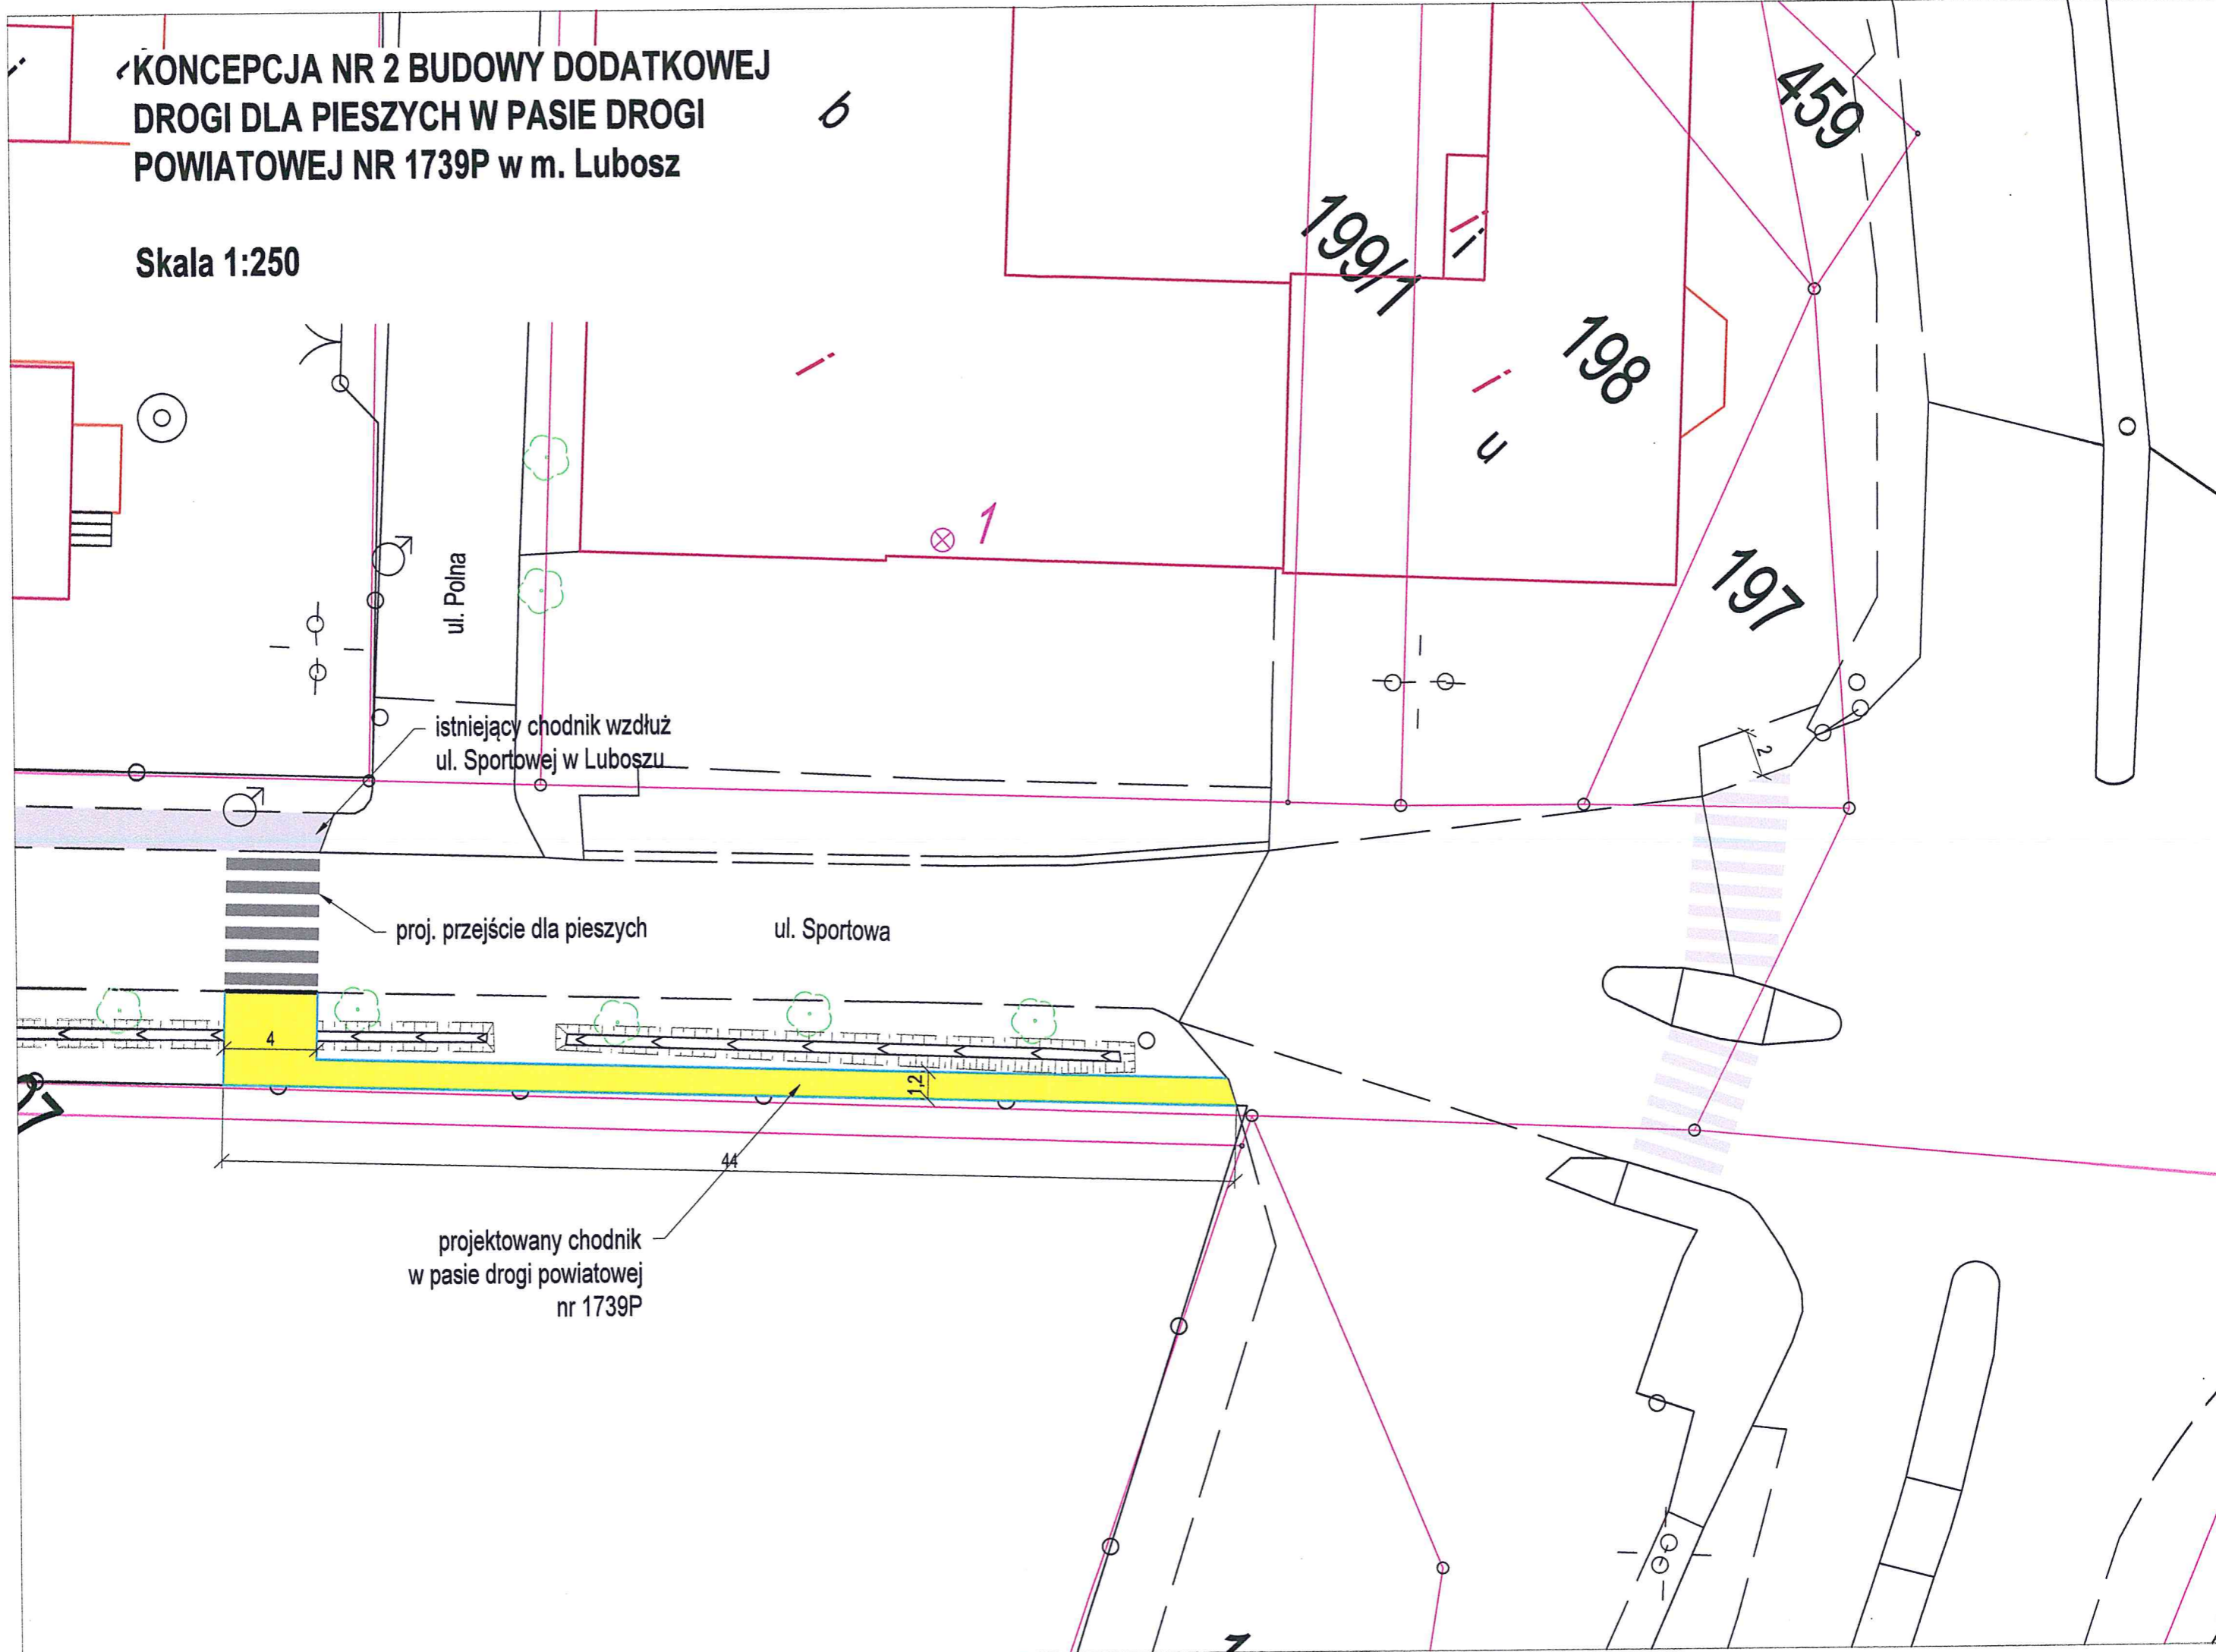 KONCEPCJA NR 2 BUDOWY DODATKOWEJ
DROGI DLA PIESZYCH W PASIE DROGI
POWIATOWEJ NR 1739P w m. Lubosz
Skala 1:250
b
459
199/1
i
i
198
i
i
u
1
197
ul. Polna
istniejący chodnik wzdłuż
ul. Sportowej w Luboszu
2
proj. przejście dla pieszych
ul. Sportowa
4
1,2
44
projektowany chodnik
w pasie drogi powiatowej
nr 1739P